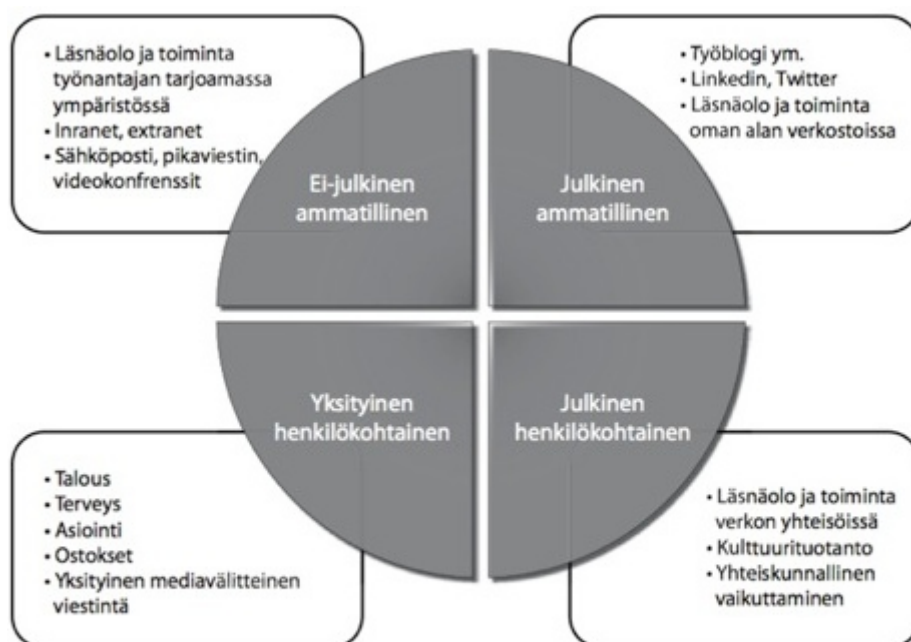 • Läsnäolo ja toiminta
työnantajan tarjoamassa
ympäristössä
• Inranet, extranet
• Sähköposti, pikaviestin,
videokonfrenssit
• Työblogi ym.
• Linkedin, Twitter
• Läsnäolo ja toiminta
oman alan verkostoissa
Ei-julkinen
ammatillinen
Julkinen
ammatillinen
Yksityinen
henkilökohtainen
Julkinen
henkilökohtainen
• Talous
• Terveys
• Asiointi
• Ostokset
• Yksityinen mediavälitteinen
viestintä
• Läsnäolo ja toiminta
verkon yhteisöissä
• Kulttuurituotanto
• Yhteiskunnallinen
vaikuttaminen